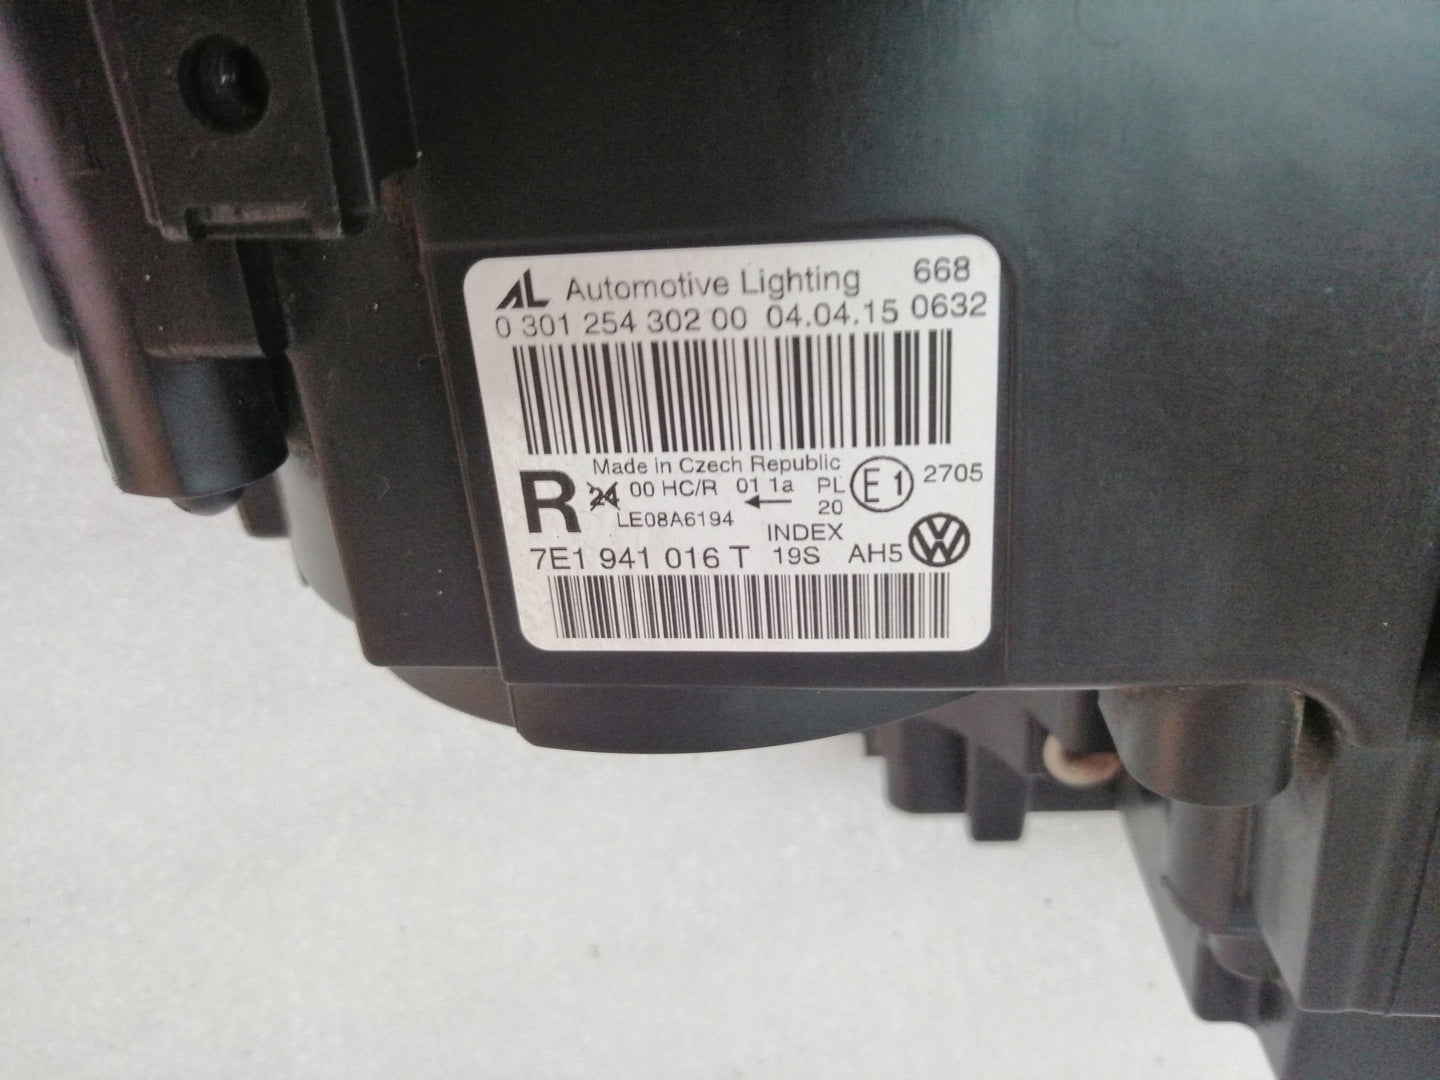 AL Automotive Lighting 668
0 301 254 302 00 04.04.15 0632
Made in Czech Republic
R 24 00 HC/R 01 1a PL E1 2705
← 20
LE08A6194
INDEX
7E1 941 016 T 19S AH5 VW